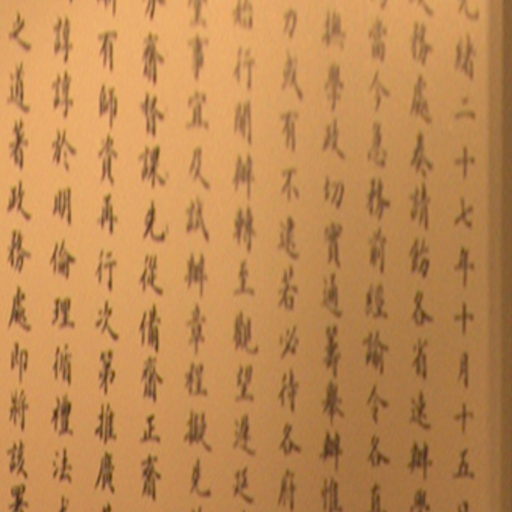 光緒二十七年十月十五日
務處奏請飭各省速辦學
當今急務前經諭令各直
撫學政切實通籌舉辦惟
力或有不逮若必待各府
行開辦轉至觀望遷延
事宜及試辦章程擬先
齋督課先從備齋正齋
有師資再行次第推廣
諄諄於明倫理循禮法
之道著政務處即將該署